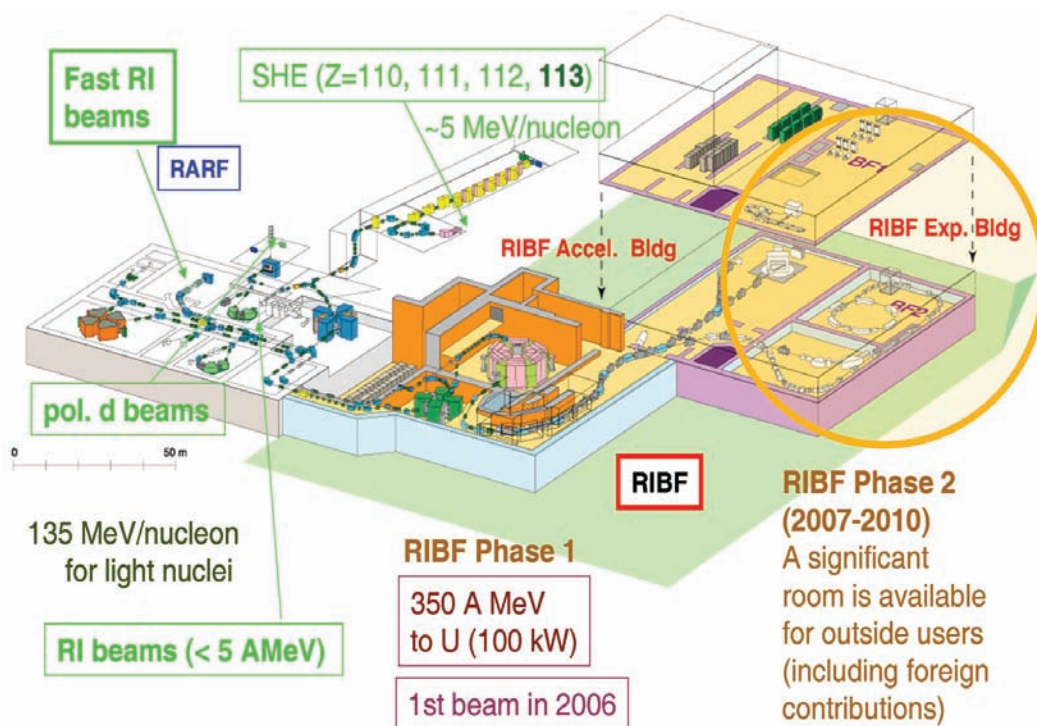 Fast RI
beams
SHE (Z=110, 111, 112, 113)
~5 MeV/nucleon
RARF
BF1
RIBF Accel. Bldg
RIBF Exp. Bldg
BF2
pol. d beams
0 50 m
RIBF
135 MeV/nucleon
for light nuclei
RI beams (< 5 AMeV)
RIBF Phase 1
350 A MeV
to U (100 kW)
1st beam in 2006
RIBF Phase 2
(2007-2010)
A significant
room is available
for outside users
(including foreign
contributions)